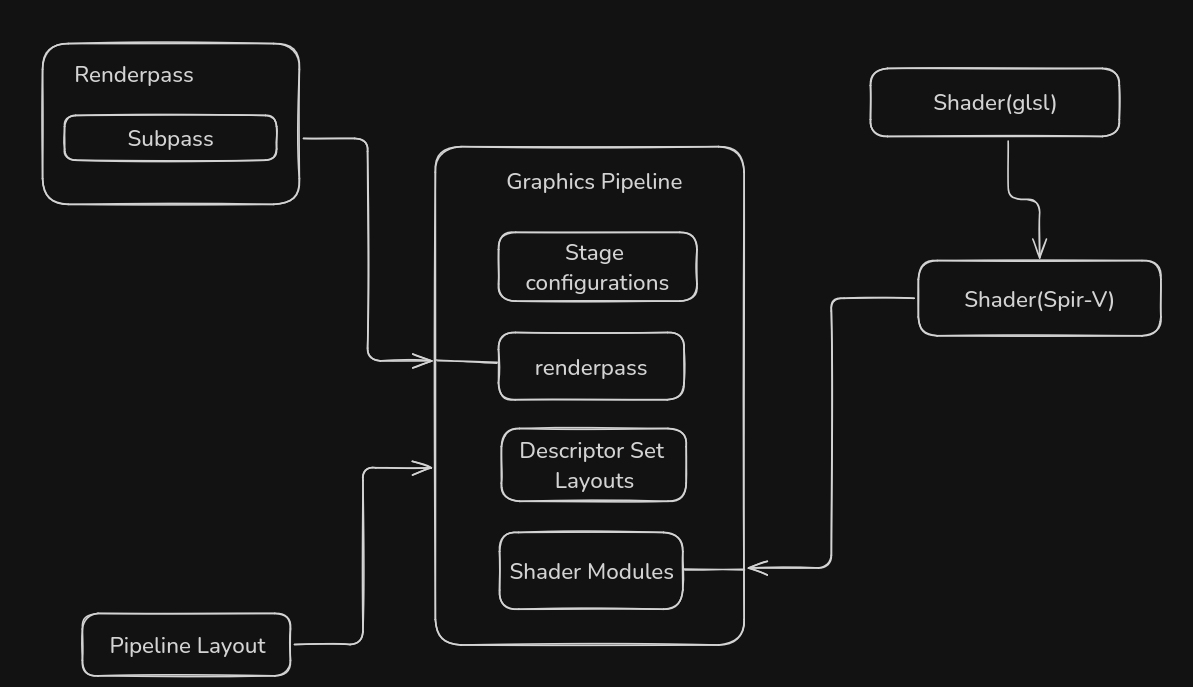 Renderpass
Subpass
Shader(glsl)
Graphics Pipeline
Stage
configurations
Shader(Spir-V)
renderpass
Descriptor Set
Layouts
Shader Modules
Pipeline Layout